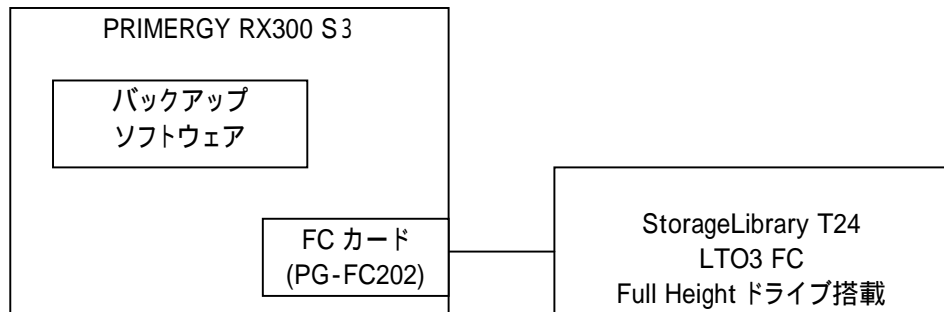 PRIMERGY RX300 S3
バックアップ
ソフトウェア
FC カード
(PG-FC202)
StorageLibrary T24
LTO3 FC
Full Height ドライブ搭載